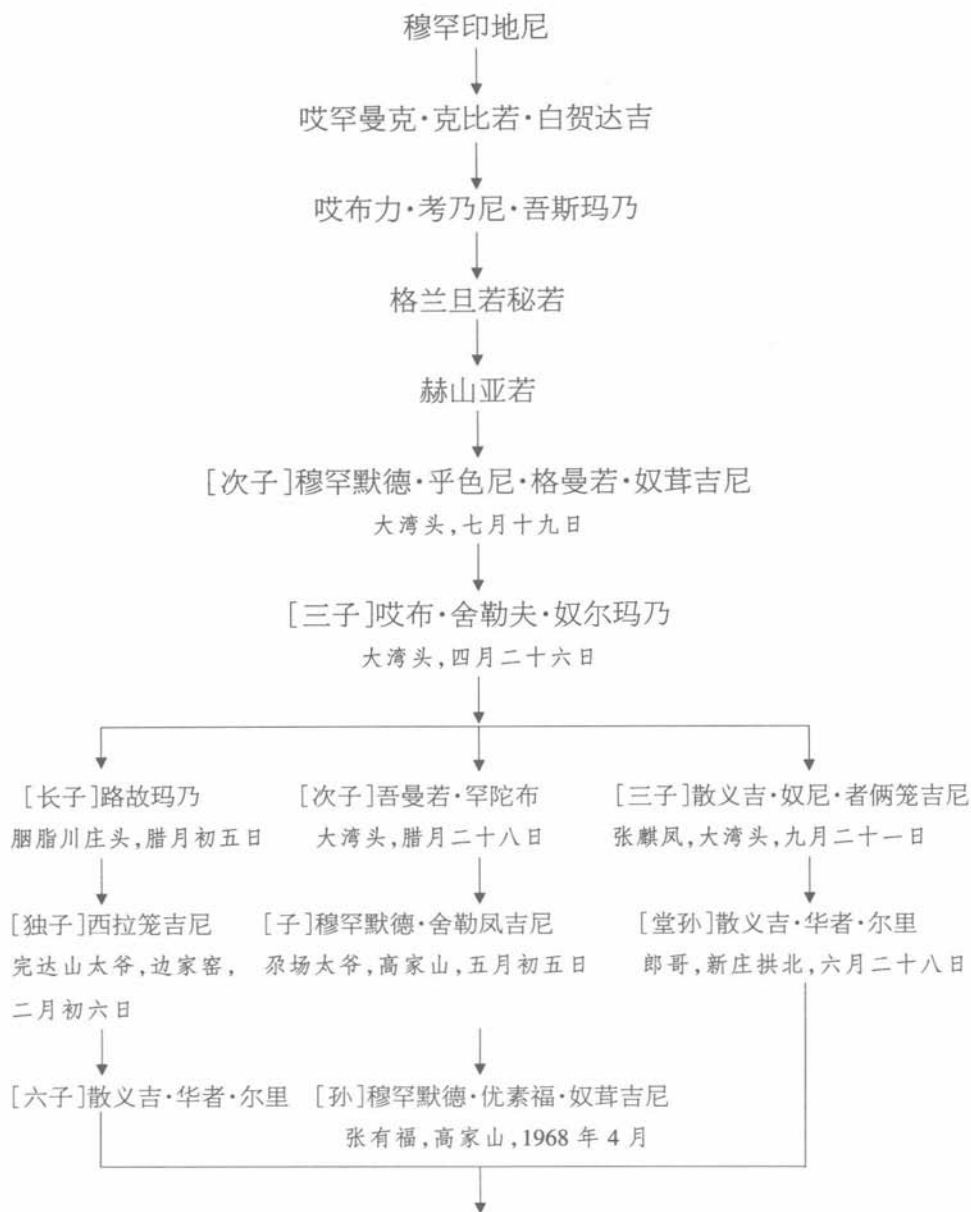 穆罕印地尼
哎罕曼克·克比若·白贺达吉
哎布力·考乃尼·吾斯玛乃
格兰旦若秘若
赫山亚若
[次子]穆罕默德·乎色尼·格曼若·奴茸吉尼
大湾头,七月十九日
[三子]哎布·舍勒夫·奴尔玛乃
大湾头,四月二十六日
[长子]路故玛乃
胭脂川庄头,腊月初五日
[次子]吾曼若·罕陀布
大湾头,腊月二十八日
[三子]散义吉·奴尼·者俩笼吉尼
张麒凤,大湾头,九月二十一日
[独子]西拉笼吉尼
完达山太爷,边家窑,
二月初六日
[子]穆罕默德·舍勒凤吉尼
尕场太爷,高家山,五月初五日
[堂孙]散义吉·华者·尔里
郎哥,新庄拱北,六月二十八日
[六子]散义吉·华者·尔里
[孙]穆罕默德·优素福·奴茸吉尼
张有福,高家山,1968年4月